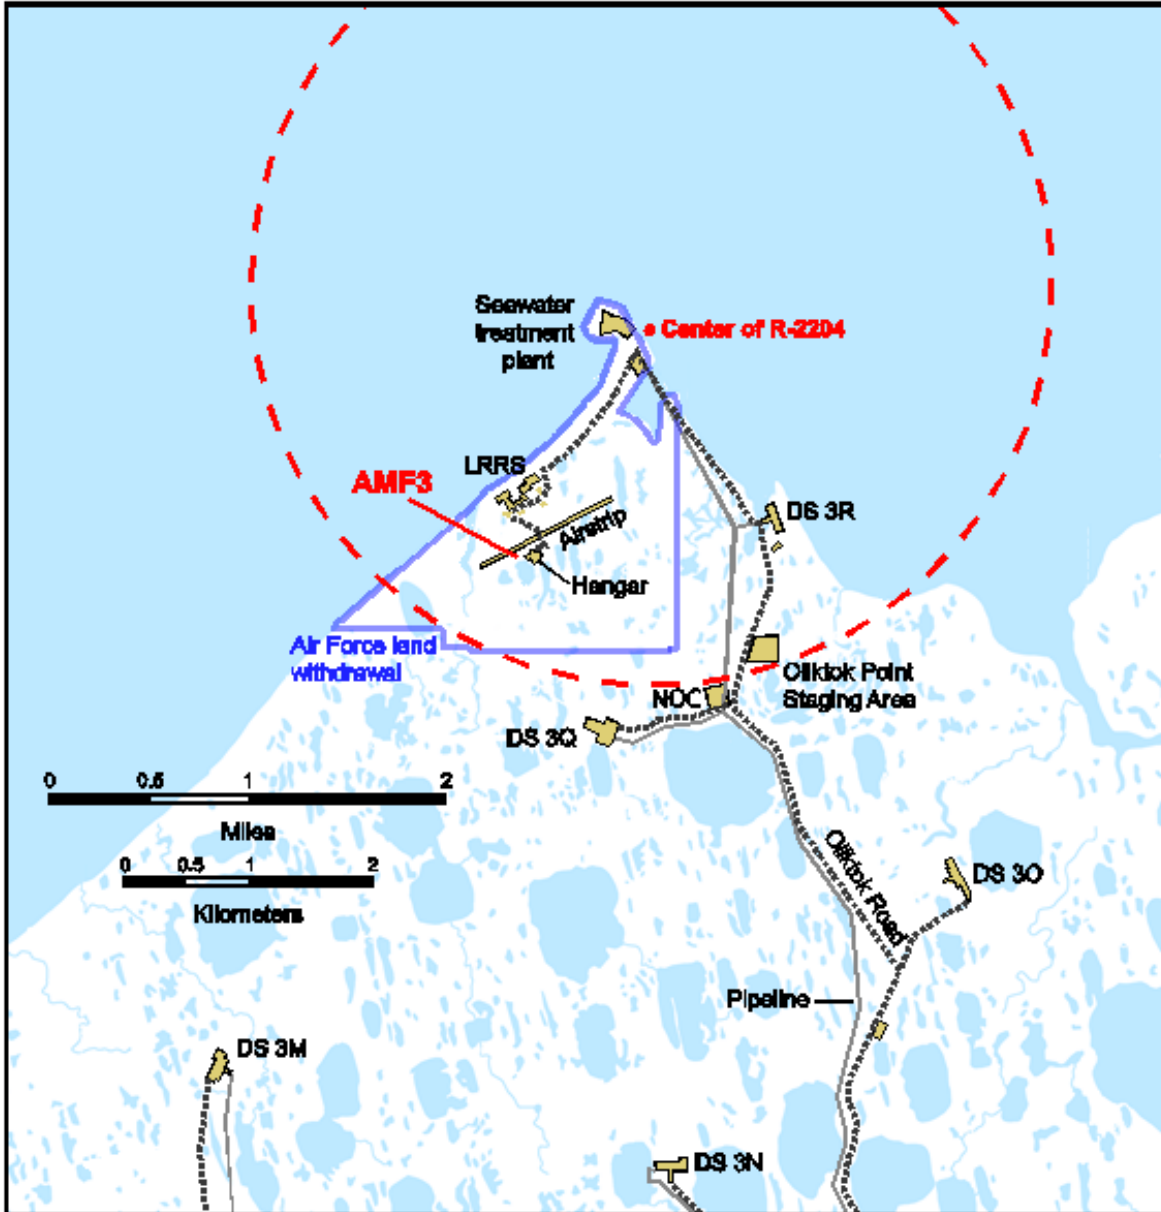 Seawater
treatment
plant
Center of R-2204
LRRS
AMF3
Airstrip
DS 3R
Hangar
Air Force land
withdrawal
Oliktok Point
Staging Area
NOC
DS 3Q
0 0.5 1 2
Miles
0 0.5 1 2
Kilometers
Oliktok Road
DS 3O
Pipeline
DS 3M
DS 3N